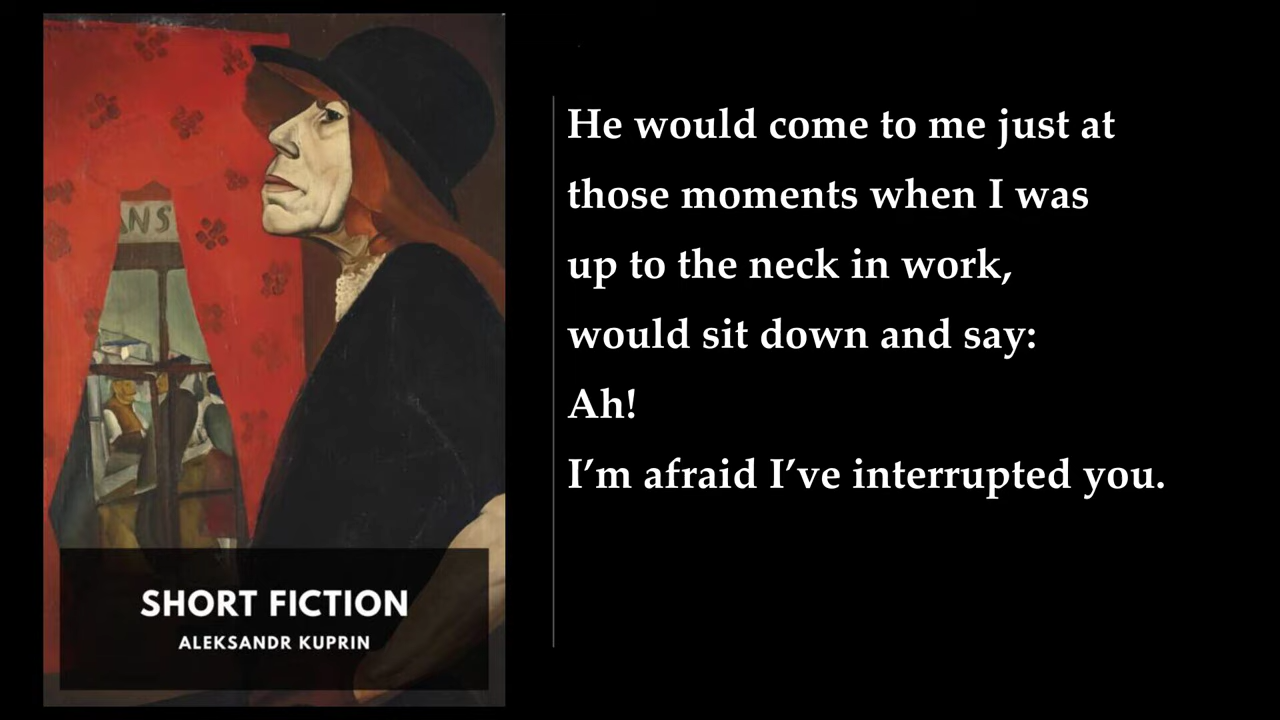 ANS
SHORT FICTION
ALEKSANDR KUPRIN
He would come to me just at
those moments when I was
up to the neck in work,
would sit down and say:
Ah!
I’m afraid I’ve interrupted you.